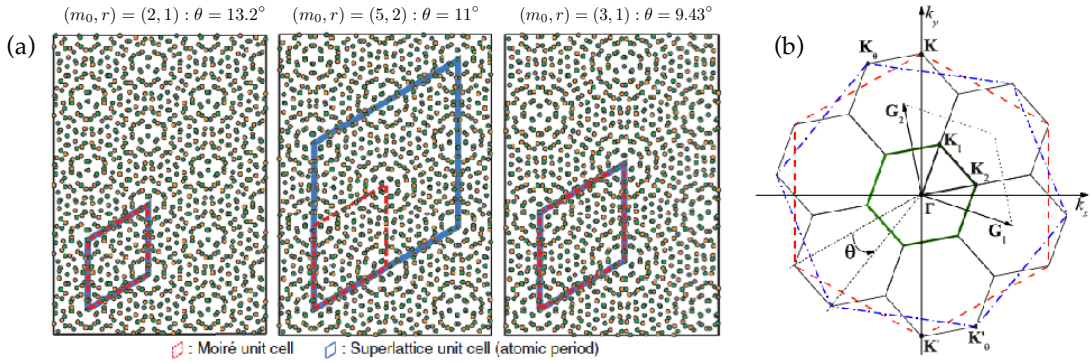 (m₀, r) = (2, 1) : θ = 13.2°
(m₀, r) = (5, 2) : θ = 11°
(m₀, r) = (3, 1) : θ = 9.43°
(a)
: Moiré unit cell
: Superlattice unit cell (atomic period)
(b)
k_y
K_θ
K
G₂
K₁
K₂
Γ
k_x
G₁
θ
K'
K'_θ